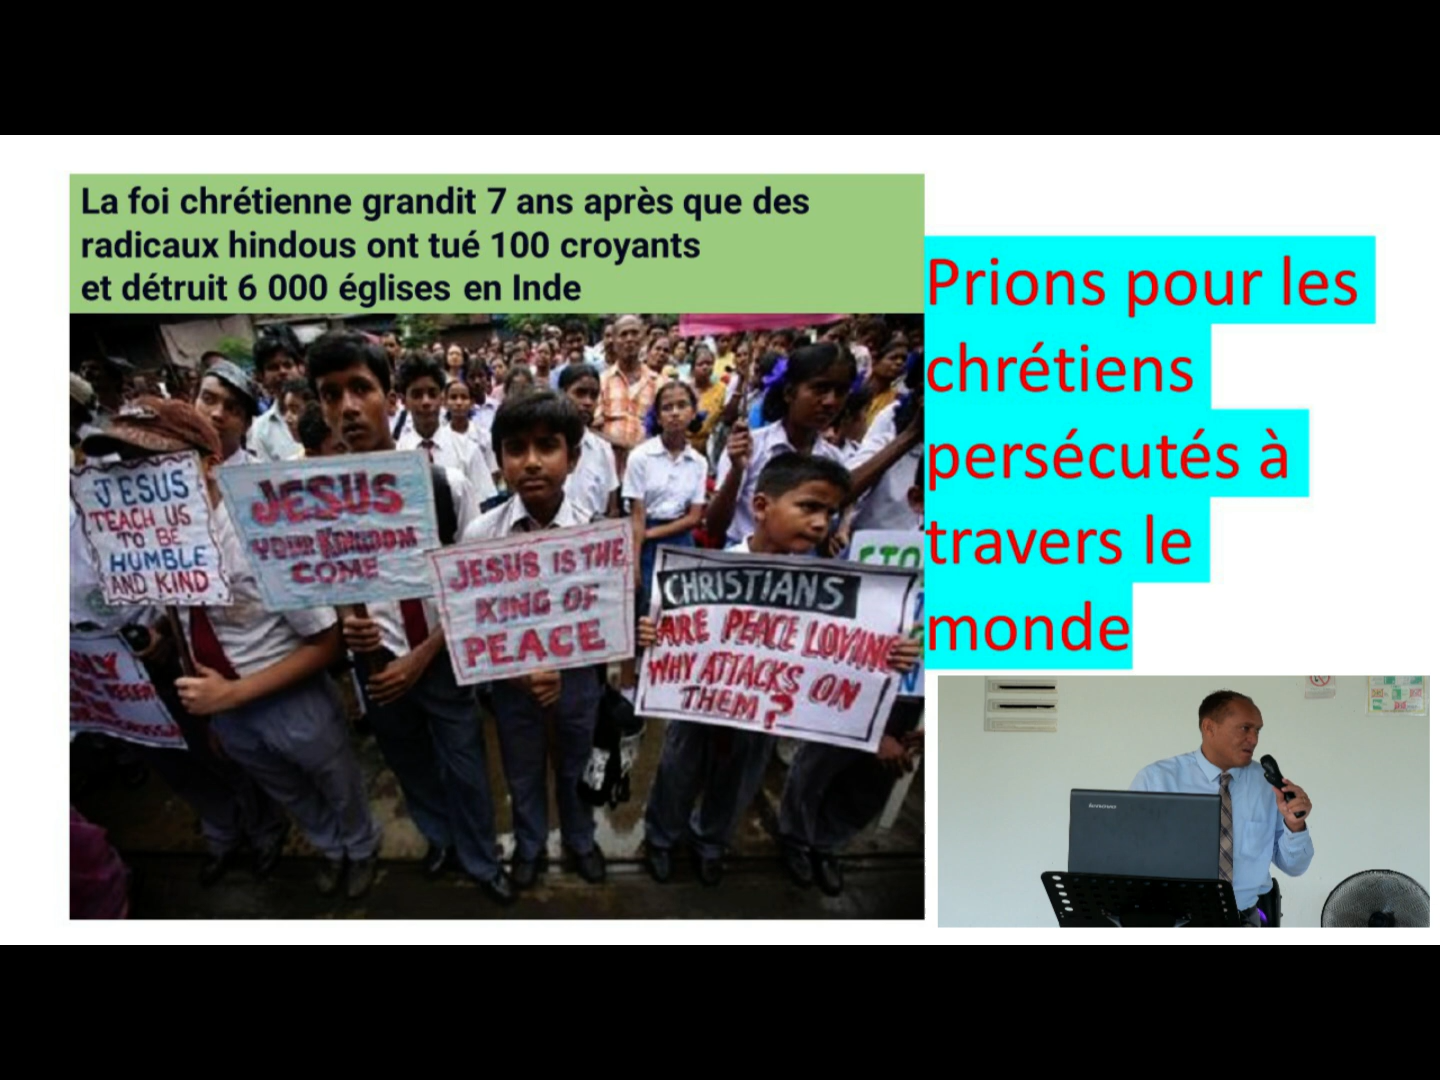 La foi chrétienne grandit 7 ans après que des
radicaux hindous ont tué 100 croyants
et détruit 6 000 églises en Inde
Prions pour les
chrétiens
persécutés à
travers le
monde
JESUS
TEACH US
TO BE
HUMBLE
AND KIND
JESUS
YOUR KINGDOM
COME
JESUS IS THE
KING OF
PEACE
CHRISTIANS
ARE PEACE LOVING
WHY ATTACKS ON
THEM?
lenovo